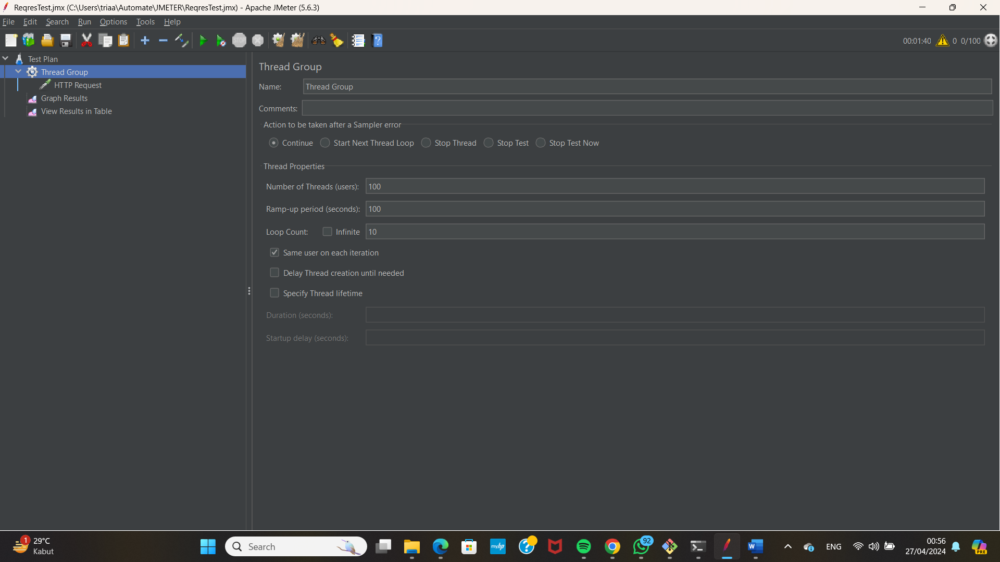 ReqresTest.jmx (C:\Users\triaa\Automate\JMETER\ReqresTest.jmx) - Apache JMeter (5.6.3)
File Edit Search Run Options Tools Help
STOP
00:01:40 0 0/100
Test Plan
Thread Group
HTTP Request
Graph Results
View Results in Table
Thread Group
Name: Thread Group
Comments:
Action to be taken after a Sampler error
Continue Start Next Thread Loop Stop Thread Stop Test Stop Test Now
Thread Properties
Number of Threads (users): 100
Ramp-up period (seconds): 100
Loop Count: Infinite 10
Same user on each iteration
Delay Thread creation until needed
Specify Thread lifetime
Duration (seconds):
Startup delay (seconds):
1 29°C
Kabut
Search
myhp
92
W
ENG
00:56
27/04/2024
PRE